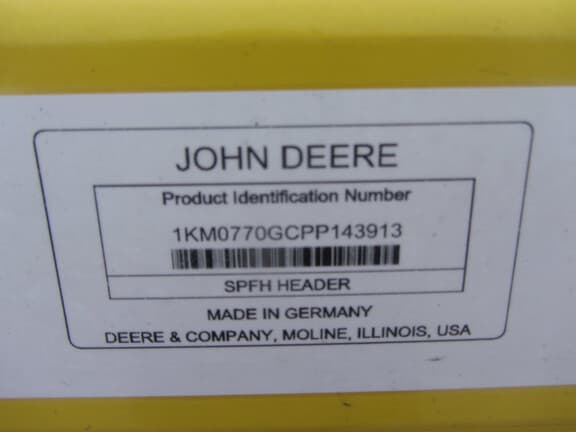 JOHN DEERE
Product Identification Number
1KM0770GCPP143913
SPFH HEADER
MADE IN GERMANY
DEERE & COMPANY, MOLINE, ILLINOIS, USA